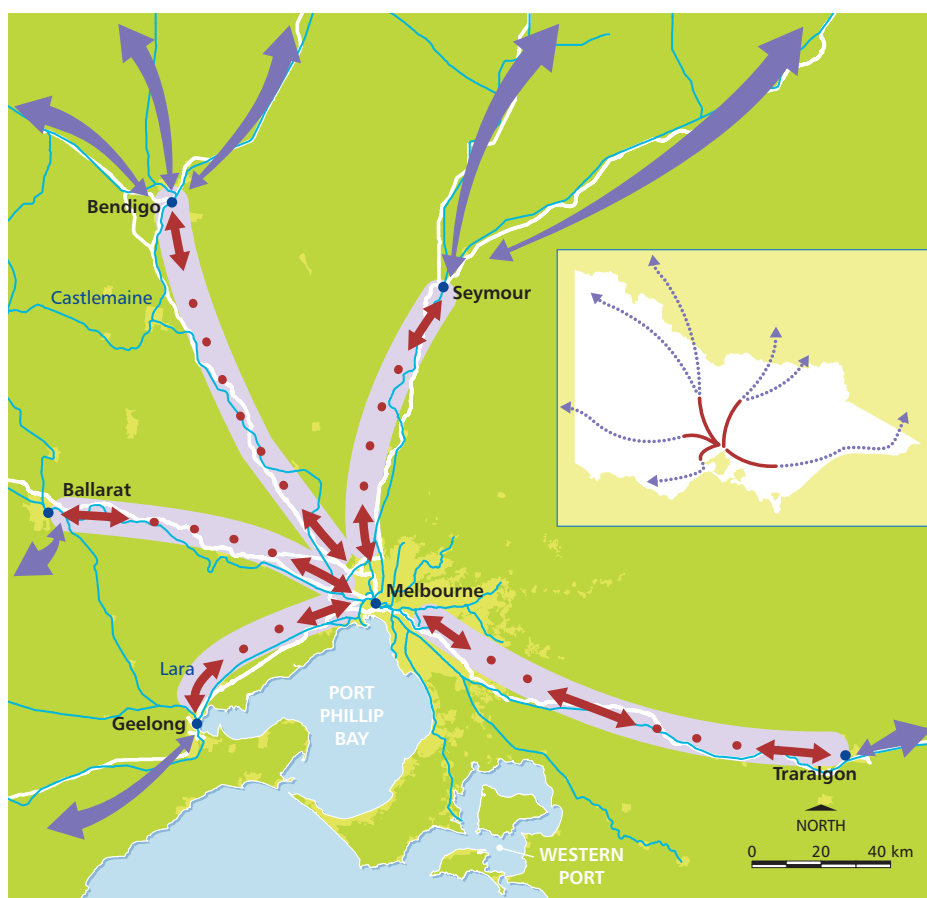 Bendigo
Castlemaine
Seymour
Ballarat
Melbourne
Lara
PORT
PHILLIP
BAY
Geelong
Traralgon
NORTH
0 20 40 km
WESTERN
PORT